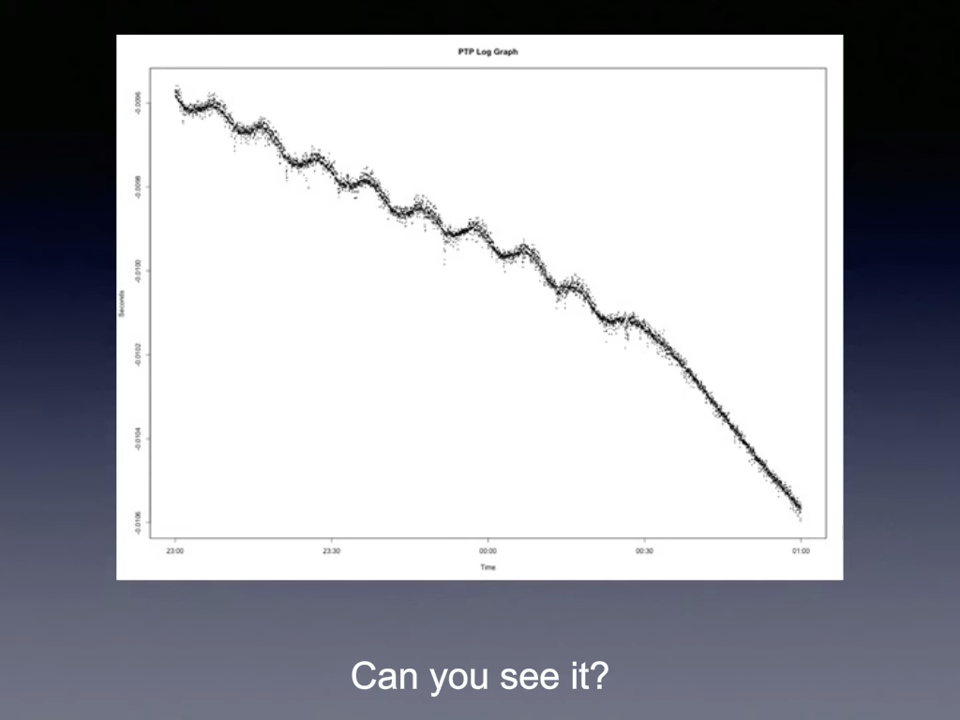 PTP Log Graph
-0.0096
-0.0098
-0.0100
-0.0102
-0.0104
-0.0106
Seconds
23:00
23:30
00:00
00:30
01:00
Time
Can you see it?